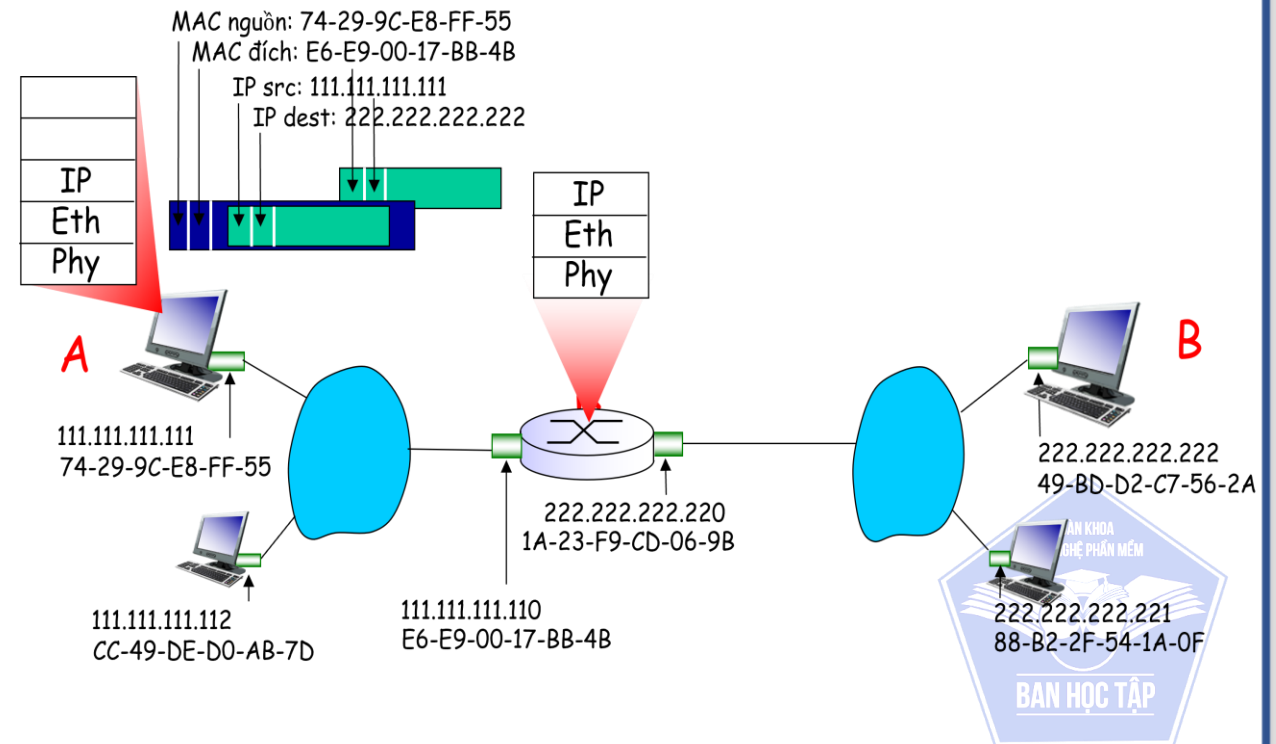 MAC nguồn: 74-29-9C-E8-FF-55
MAC đích: E6-E9-00-17-BB-4B
IP src: 111.111.111.111
IP dest: 222.222.222.222
IP
Eth
Phy
IP
Eth
Phy
A
B
111.111.111.111
74-29-9C-E8-FF-55
222.222.222.222
49-BD-D2-C7-56-2A
222.222.222.220
1A-23-F9-CD-06-9B
111.111.111.112
CC-49-DE-D0-AB-7D
111.111.111.110
E6-E9-00-17-BB-4B
222.222.222.221
88-B2-2F-54-1A-0F
KHOA
PHẦN MỀM
BAN HỌC TẬP